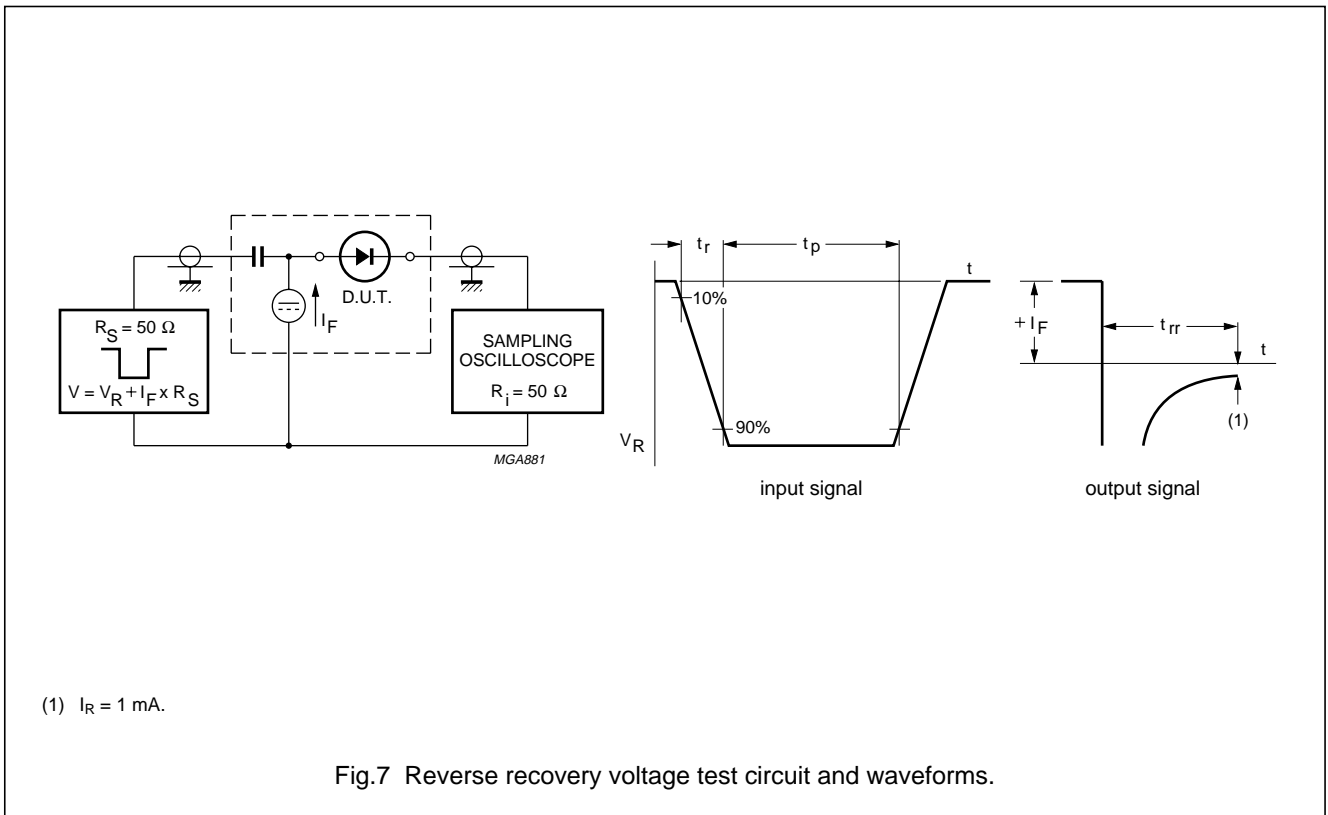 R_S = 50 Ω
V = V_R + I_F x R_S
I_F
D.U.T.
SAMPLING
OSCILLOSCOPE
R_i = 50 Ω
MGA881
t_r
t_p
t
10%
90%
V_R
input signal
+ I_F
t_rr
t
(1)
output signal
(1) I_R = 1 mA.
Fig.7 Reverse recovery voltage test circuit and waveforms.